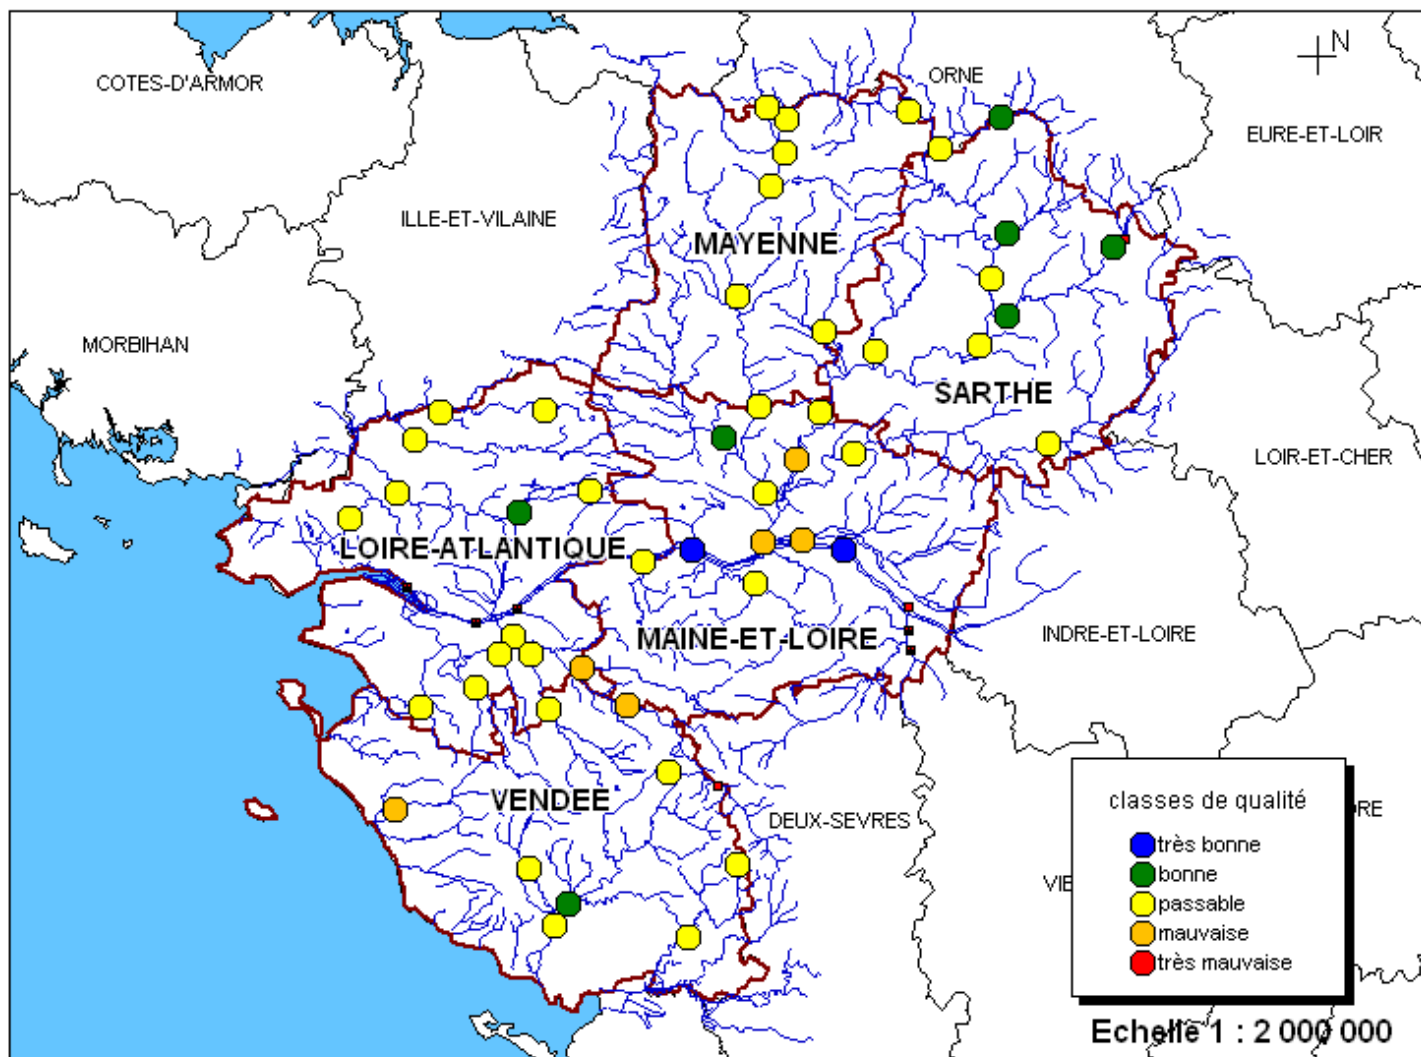 N
ORNE
COTES-D'ARMOR
EURE-ET-LOIR
ILLE-ET-VILAINE
MAYENNE
MORBIHAN
SARTHE
LOIR-ET-CHER
LOIRE-ATLANTIQUE
MAINE-ET-LOIRE
INDRE-ET-LOIRE
VENDEE
DEUX-SEVRES
classes de qualité
DRE
très bonne
bonne
VIE
passable
mauvaise
très mauvaise
Echelle 1 : 2 000 000